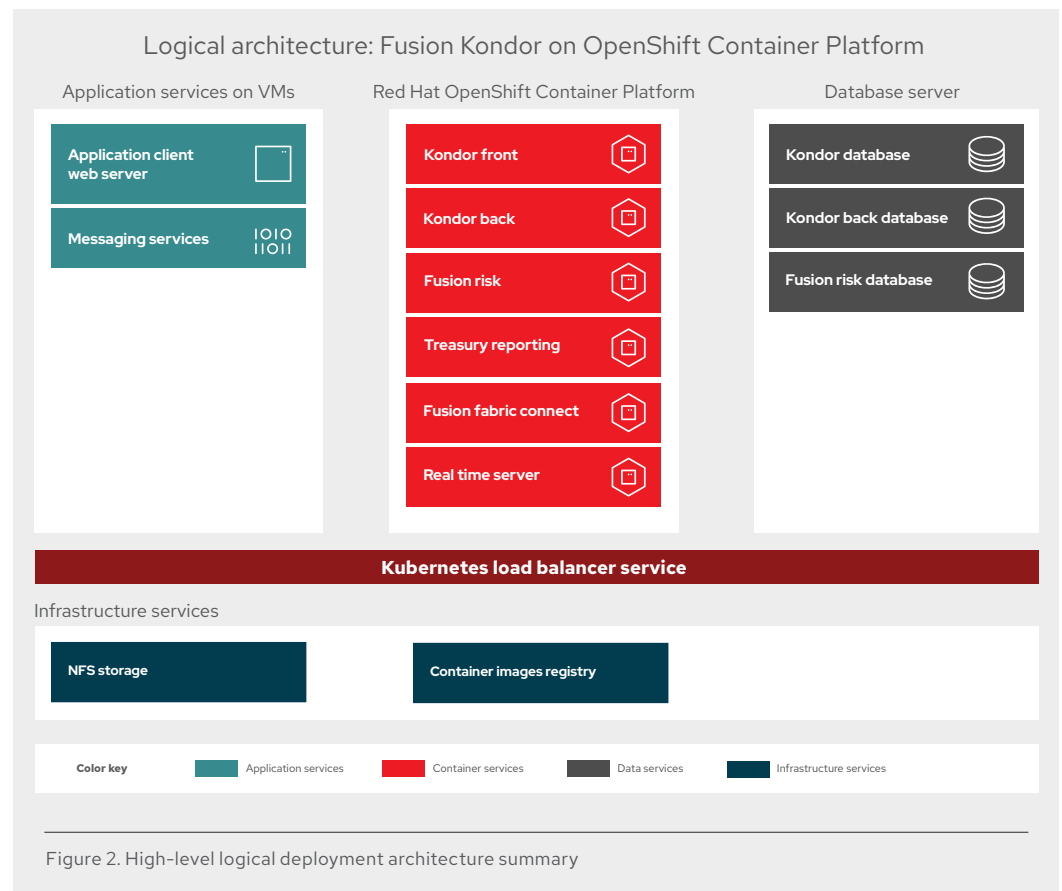 Logical architecture: Fusion Kondor on OpenShift Container Platform
Application services on VMs
Application client
web server
Messaging services
1010
11011
Red Hat OpenShift Container Platform
Kondor front
Kondor back
Fusion risk
Treasury reporting
Fusion fabric connect
Real time server
Database server
Kondor database
Kondor back database
Fusion risk database
Kubernetes load balancer service
Infrastructure services
NFS storage
Container images registry
Color key
Application services
Container services
Data services
Infrastructure services
Figure 2. High-level logical deployment architecture summary